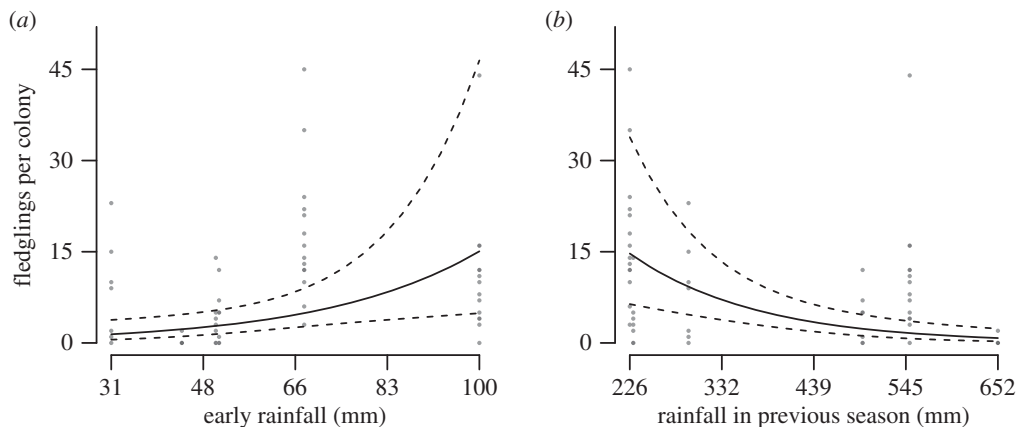 (a)
(b)
fledglings per colony
45
30
15
0
31 48 66 83 100
early rainfall (mm)
45
30
15
0
226 332 439 545 652
rainfall in previous season (mm)